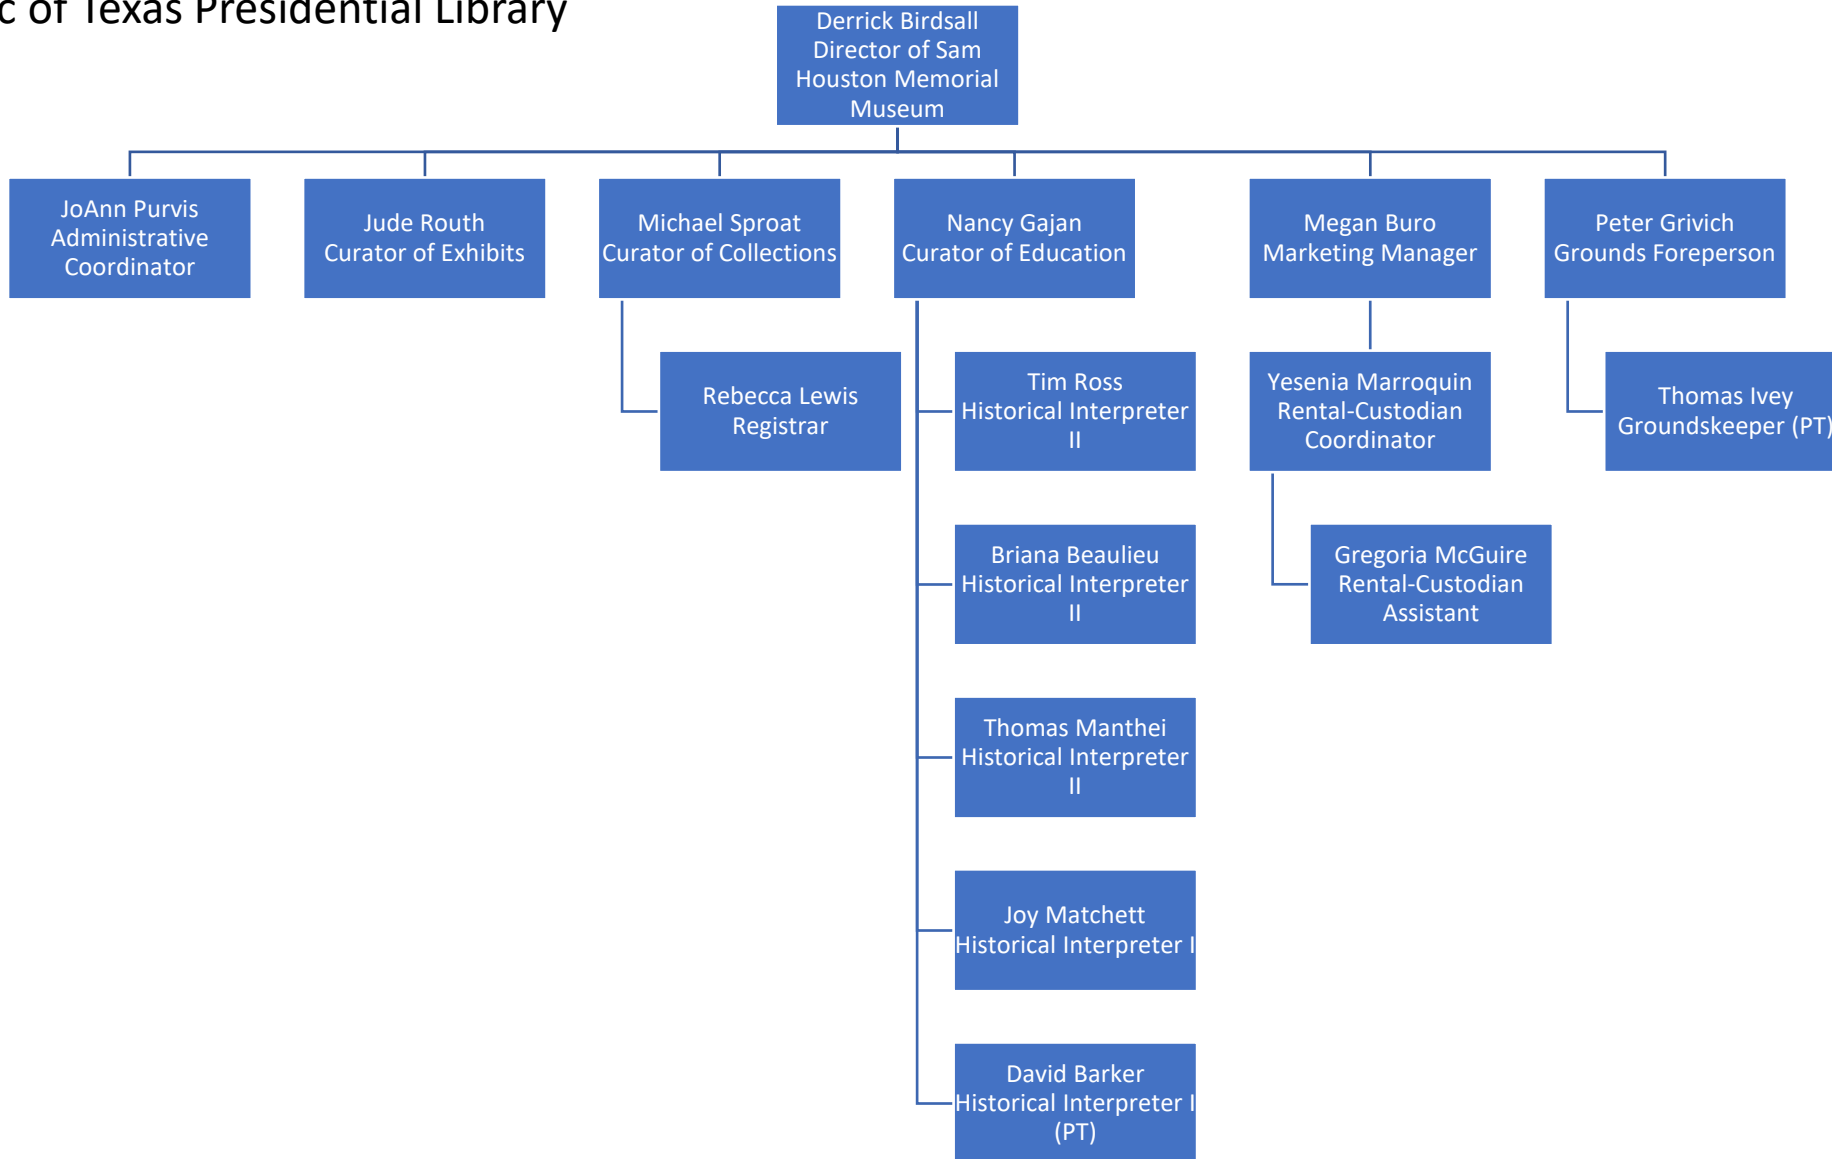 c of Texas Presidential Library
Derrick Birdsall
Director of Sam
Houston Memorial
Museum
JoAnn Purvis
Administrative
Coordinator
Jude Routh
Curator of Exhibits
Michael Sproat
Curator of Collections
Nancy Gajan
Curator of Education
Megan Buro
Marketing Manager
Peter Grivich
Grounds Foreperson
Rebecca Lewis
Registrar
Tim Ross
Historical Interpreter
II
Yesenia Marroquin
Rental-Custodian
Coordinator
Thomas Ivey
Groundskeeper (PT)
Briana Beaulieu
Historical Interpreter
II
Gregoria McGuire
Rental-Custodian
Assistant
Thomas Manthei
Historical Interpreter
II
Joy Matchett
Historical Interpreter I
David Barker
Historical Interpreter I
(PT)